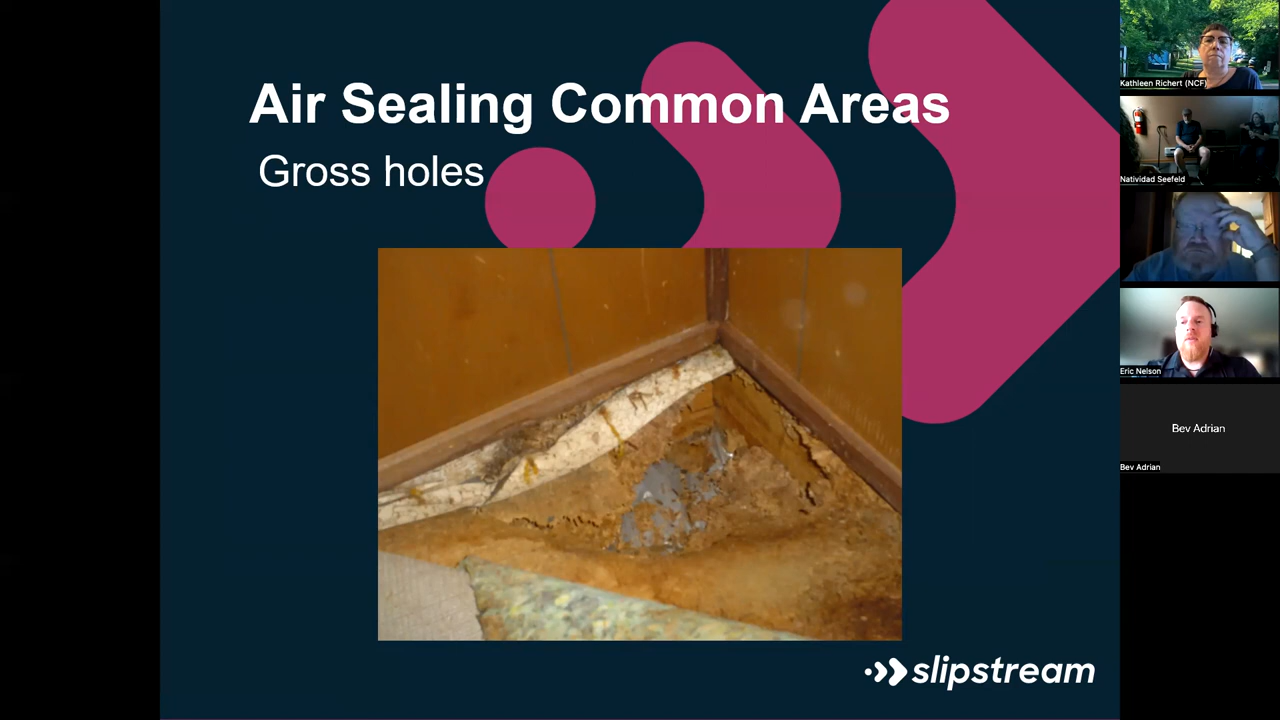 Air Sealing Common Areas
Gross holes
slipstream
Kathleen Richert (NCF)
Natividad Seefeld
Eric Nelson
Bev Adrian
Bev Adrian